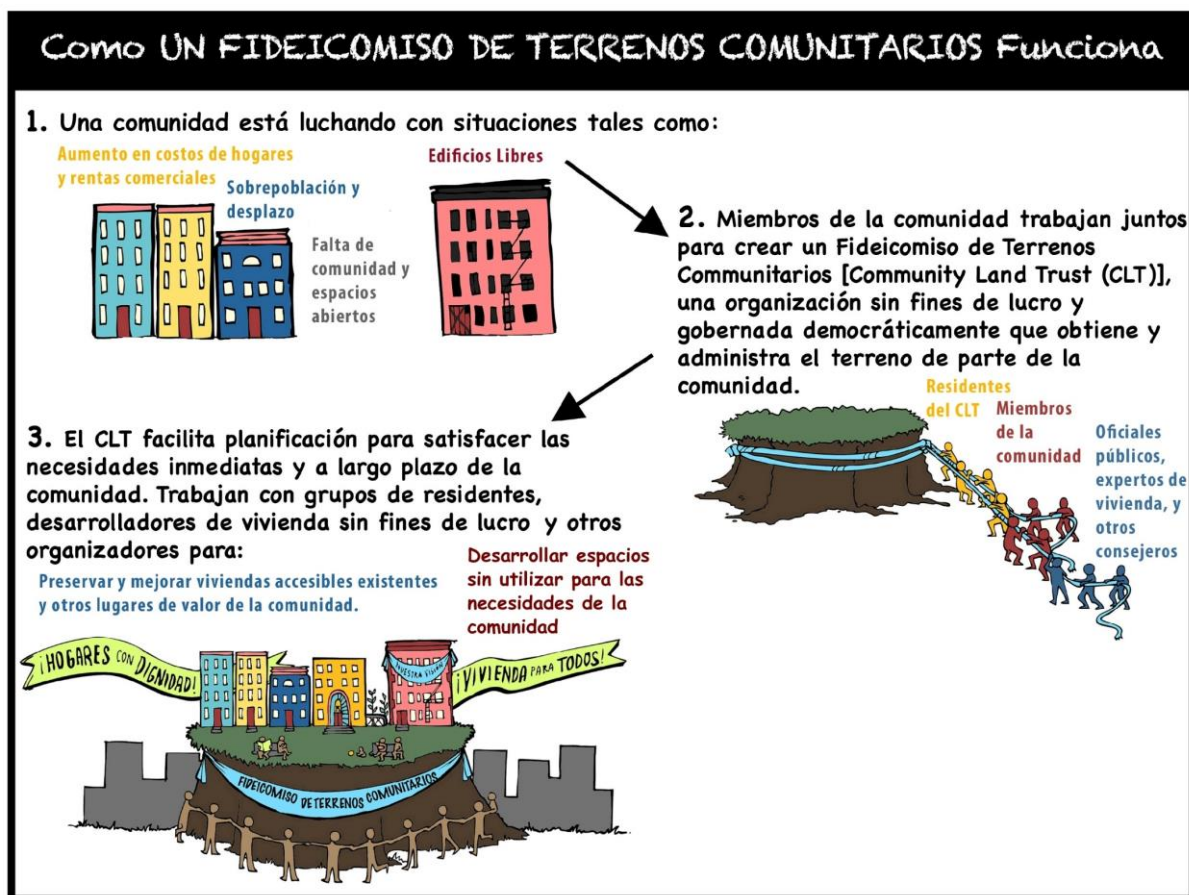 Como UN FIDEICOMISO DE TERRENOS COMUNITARIOS Funciona
1. Una comunidad está luchando con situaciones tales como:
Aumento en costos de hogares
y rentas comerciales
Sobrepoblación y
desplazo
Falta de
comunidad y
espacios
abiertos
Edificios Libres
2. Miembros de la comunidad trabajan juntos
para crear un Fideicomiso de Terrenos
Communitarios [Community Land Trust (CLT)],
una organización sin fines de lucro y
gobernada democráticamente que obtiene y
administra el terreno de parte de la
comunidad.
Residentes
del CLT
Miembros
de la
comunidad
Oficiales
públicos,
expertos de
vivienda, y
otros
consejeros
3. El CLT facilita planificación para satisfacer las
necesidades inmediatas y a largo plazo de la
comunidad. Trabajan con grupos de residentes,
desarrolladores de vivienda sin fines de lucro y otros
organizadores para:
Preservar y mejorar viviendas accesibles existentes
y otros lugares de valor de la comunidad.
Desarrollar espacios
sin utilizar para las
necesidades de la
comunidad
¡HOGARES CON DIGNIDAD!
NUESTRA VISIÓN
¡VIVIENDA PARA TODOS!
FIDEICOMISO DE TERRENOS COMUNITARIOS